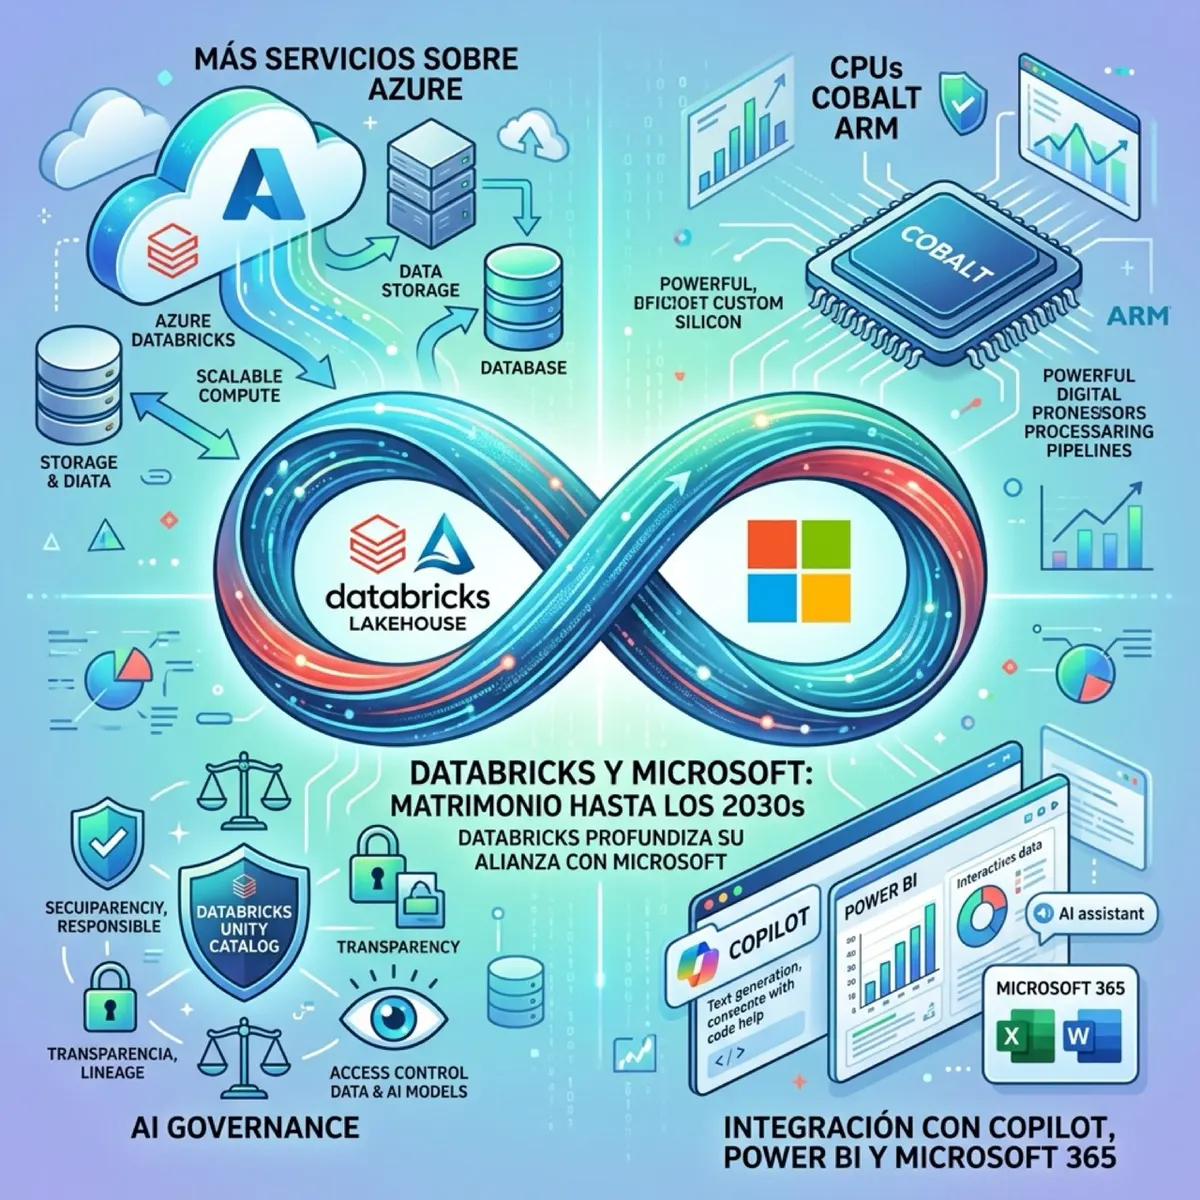 MÁS SERVICIOS SOBRE
AZURE
AZURE
DATABRICKS
DATA
STORAGE
DATABASE
SCALABLE
COMPUTE
STORAGE
& DIATA
CPUs
COBALT
ARM
COBALT
POWERFUL,
CUSTOM
SILICON
ARM
POWERFUL
DIGITAL
PRONESSORS
PROCESSARING
PIPELINES
databricks
LAKEHOUSE
DATABRICKS Y MICROSOFT:
MATRIMONIO HASTA LOS 2030s
DATABRICKS PROFUNDIZA SU
ALIANZA CON MICROSOFT
SECUIPARENCIY,
RESPONSIBLE
DATABRICKS
UNITY
CATALOG
TRANSPARENCY
TRANSPARENCIA,
LINEAGE
ACCESS CONTROL
DATA & AI MODELS
AI GOVERNANCE
COPILOT
Text generation,
with
code help
</>
POWER BI
data
AI assistant
MICROSOFT 365
X
W
INTEGRACIÓN CON COPILOT,
POWER BI Y MICROSOFT 365